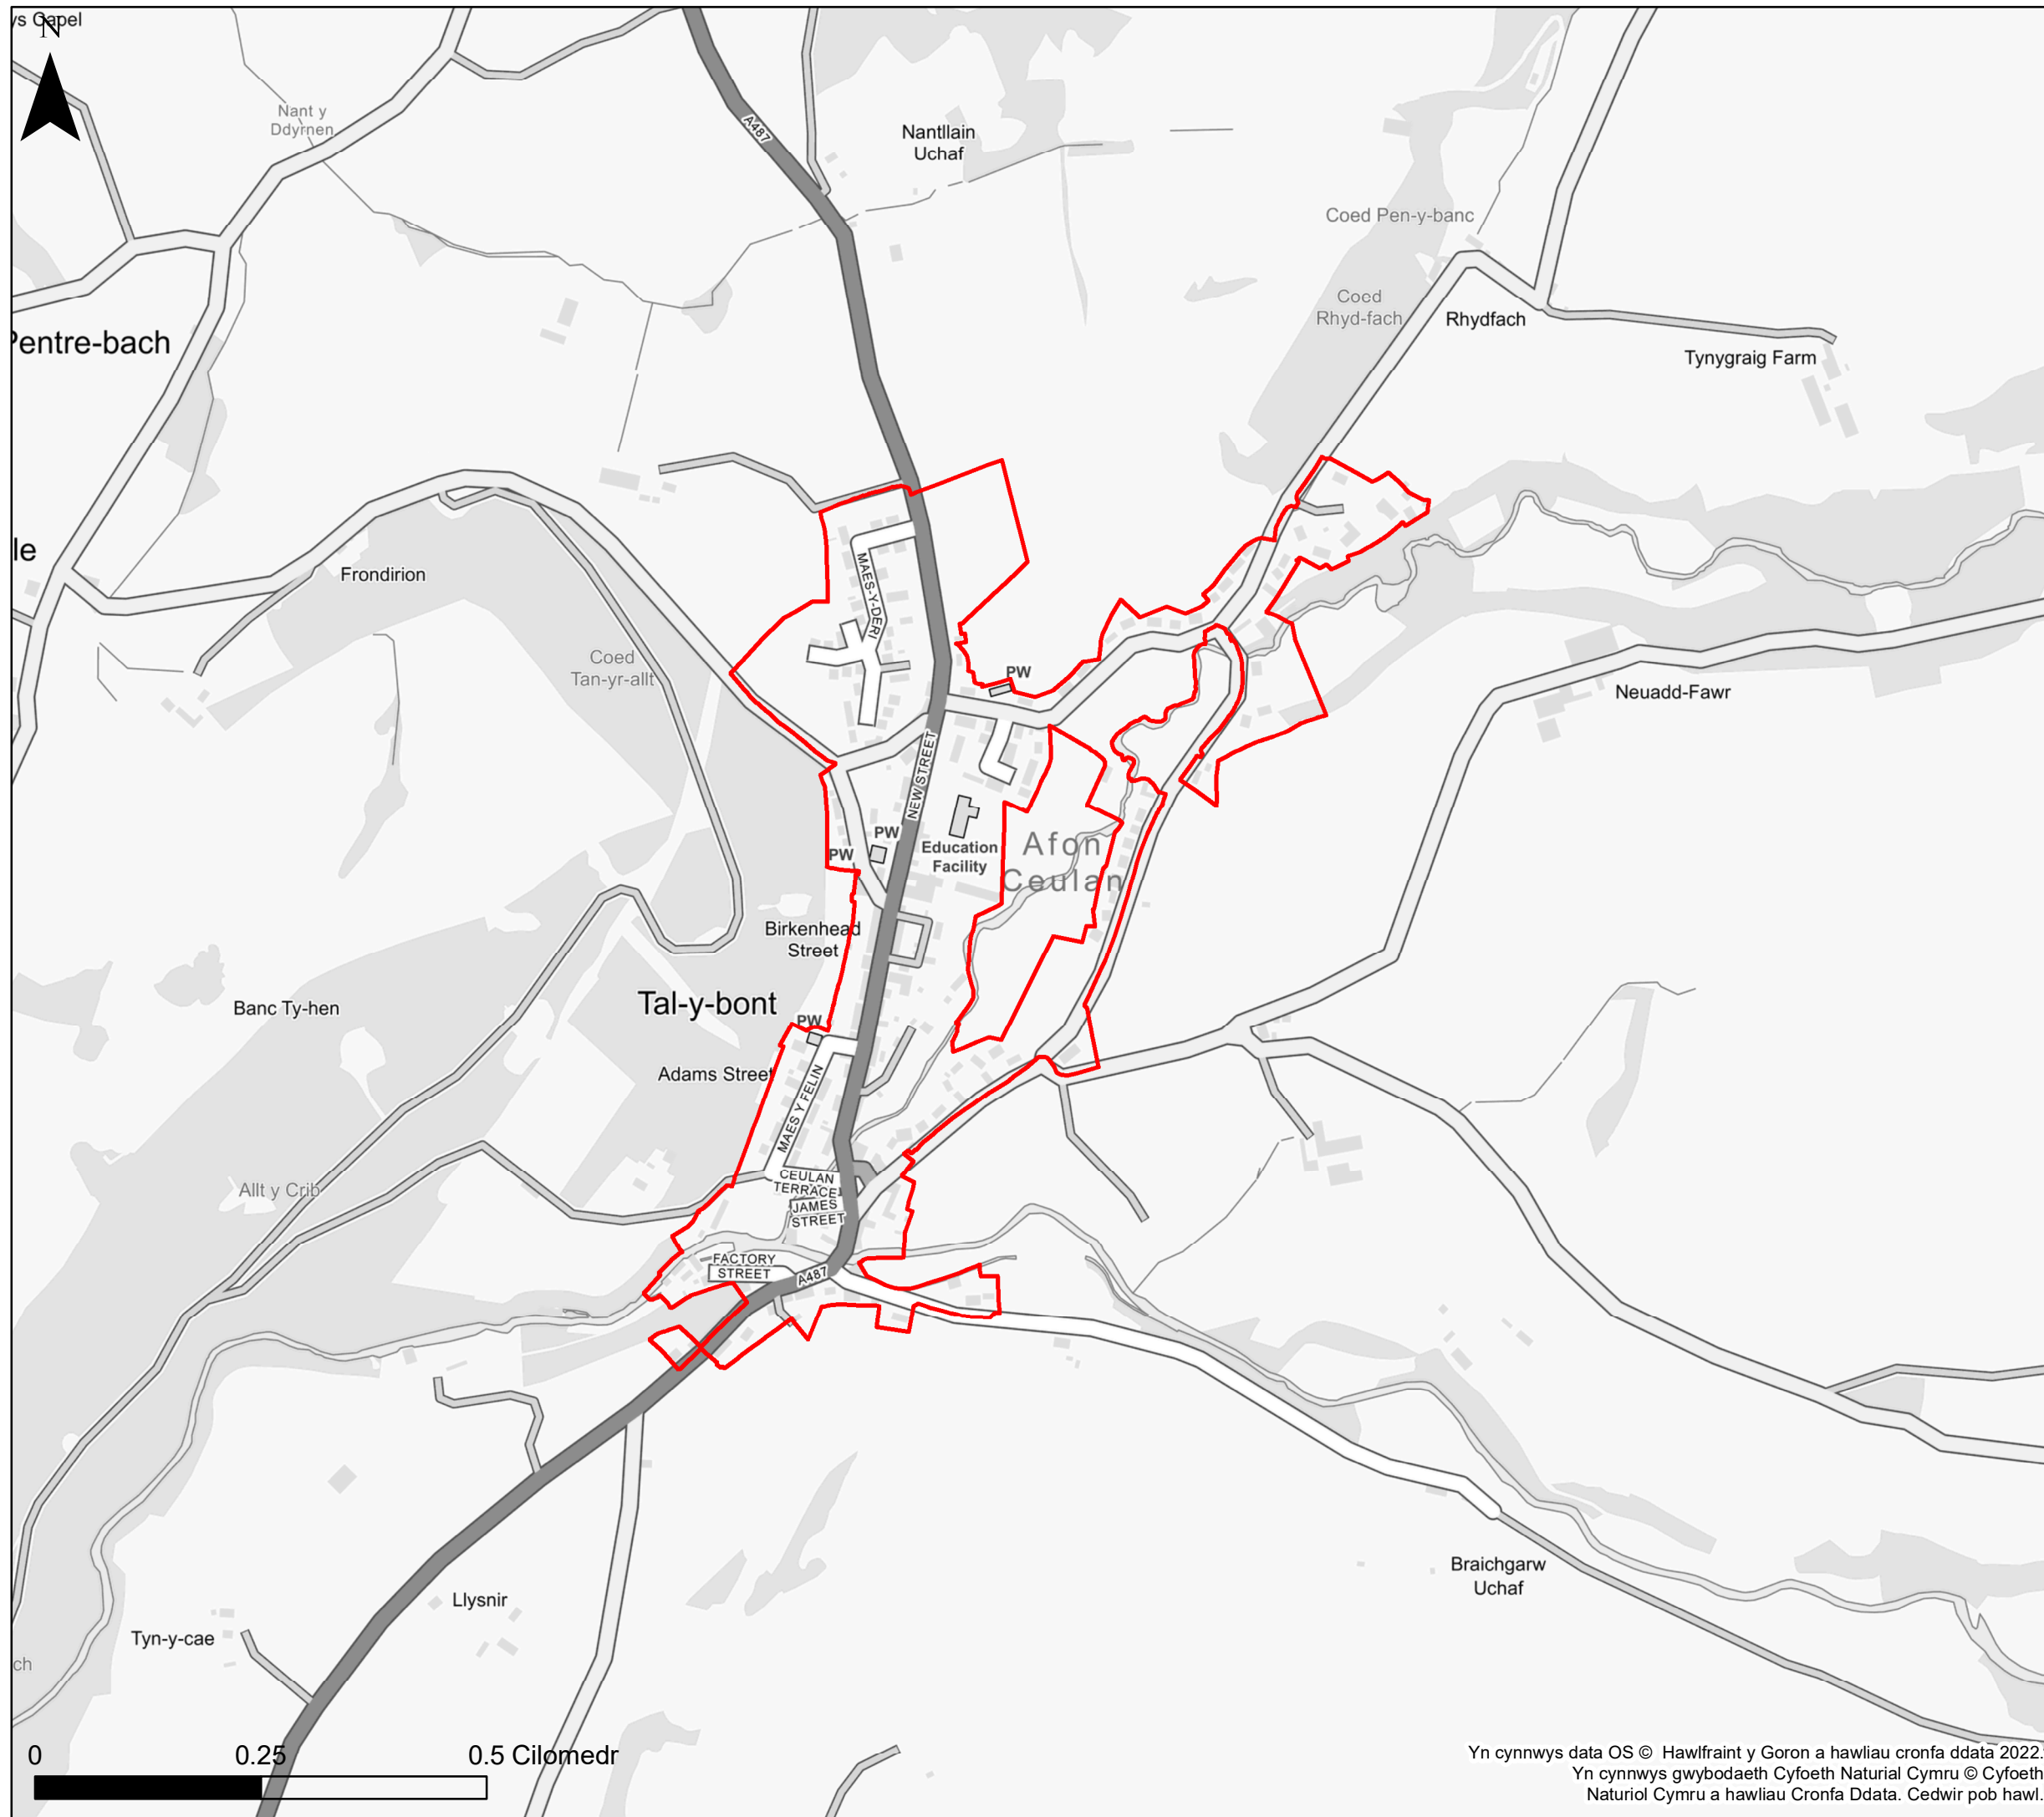 ys Capel
N
Nant y
Ddyrnen
A487
Nantllain
Uchaf
Coed Pen-y-banc
Coed
Rhyd-fach
Rhydfach
Pentre-bach
Tynygraig Farm
le
Frondirion
MAES-Y-DERI
Coed
Tan-yr-allt
PW
Neuadd-Fawr
NEW STREET
PW
PW
Education
Facility
Afon
Ceulan
Birkenhead
Street
Tal-y-bont
Banc Ty-hen
PW
Adams Street
MAES Y FELIN
CEULAN
TERRACE
JAMES
STREET
Allt y Crib
FACTORY
STREET
A487
Braichgarw
Uchaf
Llysnir
Tyn-y-cae
ch
0 0.25 0.5 Cilomedr
Yn cynnwys data OS © Hawlfraint y Goron a hawliau cronfa ddata 2022.
Yn cynnwys gwybodaeth Cyfoeth Naturial Cymru © Cyfoeth
Naturiol Cymru a hawliau Cronfa Ddata. Cedwir pob hawl.